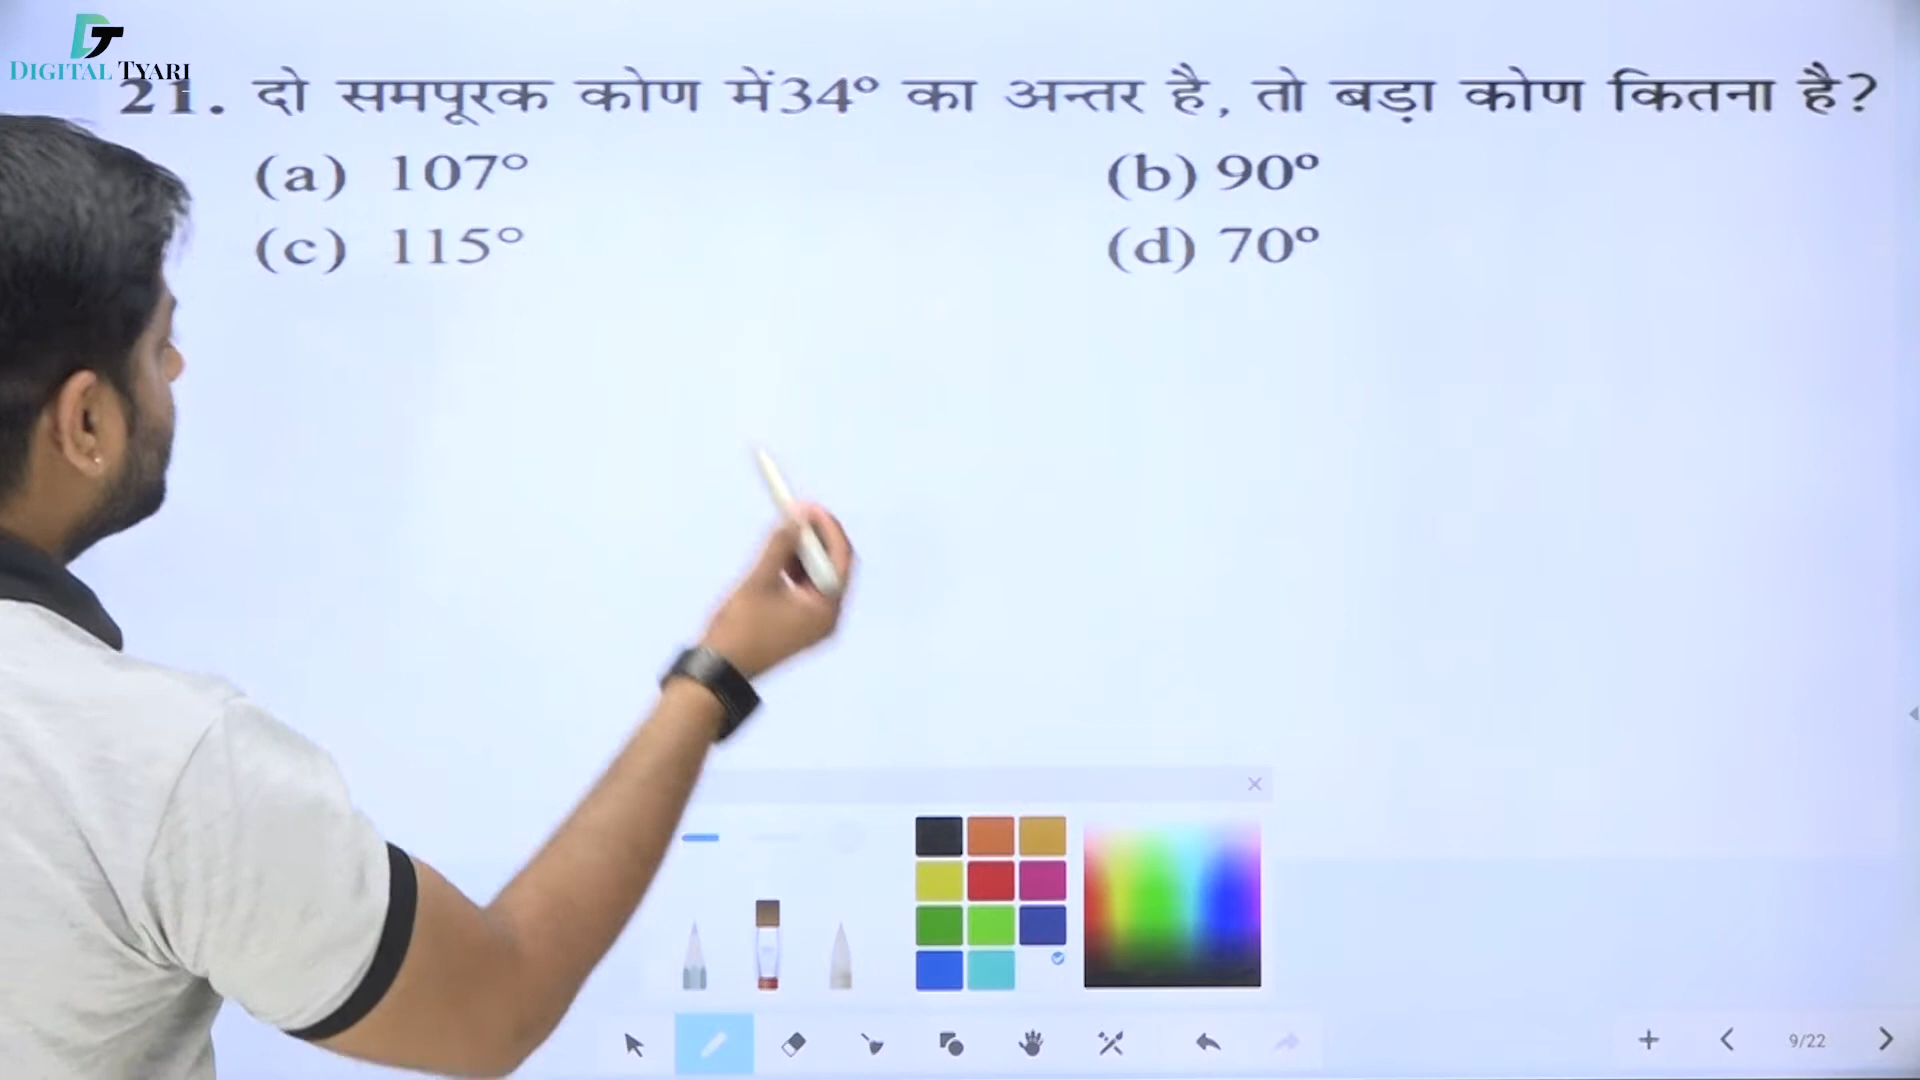 DIGITAL TYARI
21. दो समपूरक कोण में 34° का अन्तर है, तो बड़ा कोण कितना है?
(a) 107° (b) 90°
(c) 115° (d) 70°
9/22